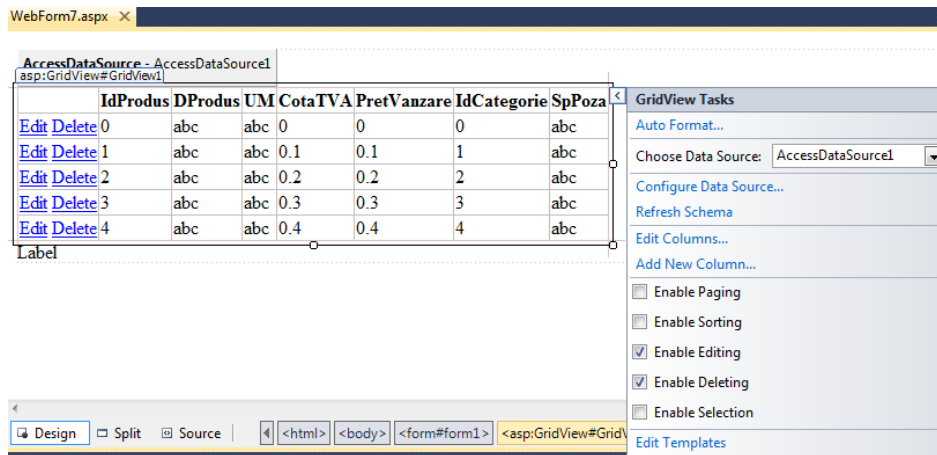 WebForm7.aspx ×
AccessDataSource - AccessDataSource1
asp:GridView#GridView1
IdProdus DProdus UM CotaTVA PretVanzare IdCategorie SpPoza
Edit Delete 0 abc abc 0 0 0 abc
Edit Delete 1 abc abc 0.1 0.1 1 abc
Edit Delete 2 abc abc 0.2 0.2 2 abc
Edit Delete 3 abc abc 0.3 0.3 3 abc
Edit Delete 4 abc abc 0.4 0.4 4 abc
Label
GridView Tasks
Auto Format...
Choose Data Source: AccessDataSource1
Configure Data Source...
Refresh Schema
Edit Columns...
Add New Column...
Enable Paging
Enable Sorting
Enable Editing
Enable Deleting
Enable Selection
Edit Templates
Design Split Source <html> <body> <form#form1> <asp:GridView#Grid